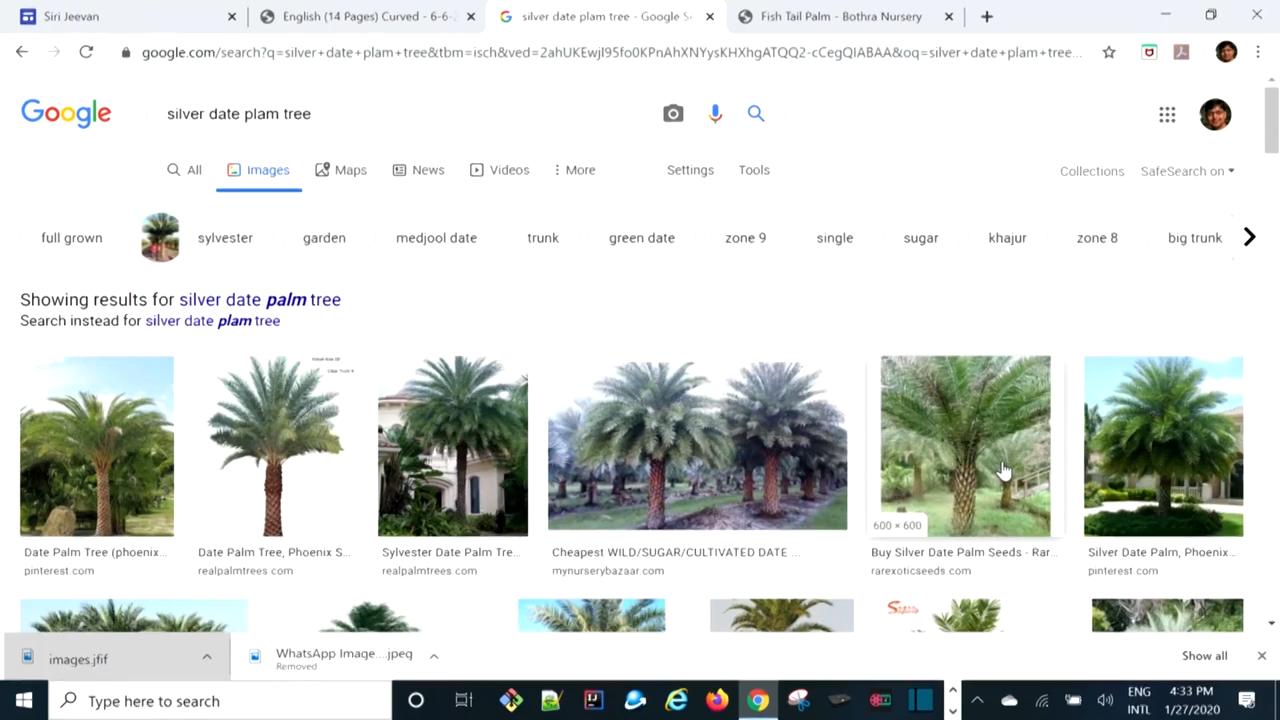 Siri Jeevan
English (14 Pages) Curved - 6-6-2
silver date plam tree - Google Se
Fish Tail Palm - Bothra Nursery
google.com/search?q=silver+date+plam+tree&tbm=isch&ved=2ahUKEwjI95fo0KPnAhXNYysKHXhgATQQ2-cCegQIABAA&oq=silver+date+plam+tree...
Google
silver date plam tree
All
Images
Maps
News
Videos
More
Settings
Tools
Collections
SafeSearch on
full grown
sylvester
garden
medjool date
trunk
green date
zone 9
single
sugar
khajur
zone 8
big trunk
Showing results for silver date palm tree
Search instead for silver date plam tree
600 × 600
Date Palm Tree (phoenix...
pinterest.com
Date Palm Tree, Phoenix S...
realpalmtrees.com
Sylvester Date Palm Tre...
realpalmtrees.com
Cheapest WILD/SUGAR/CULTIVATED DATE ...
mynurserybazaar.com
Buy Silver Date Palm Seeds - Rar...
rarexoticseeds.com
Silver Date Palm, Phoenix...
pinterest.com
images.jfif
WhatsApp Image....jpeg
Removed
Show all
Type here to search
ENG
INTL
4:33 PM
1/27/2020